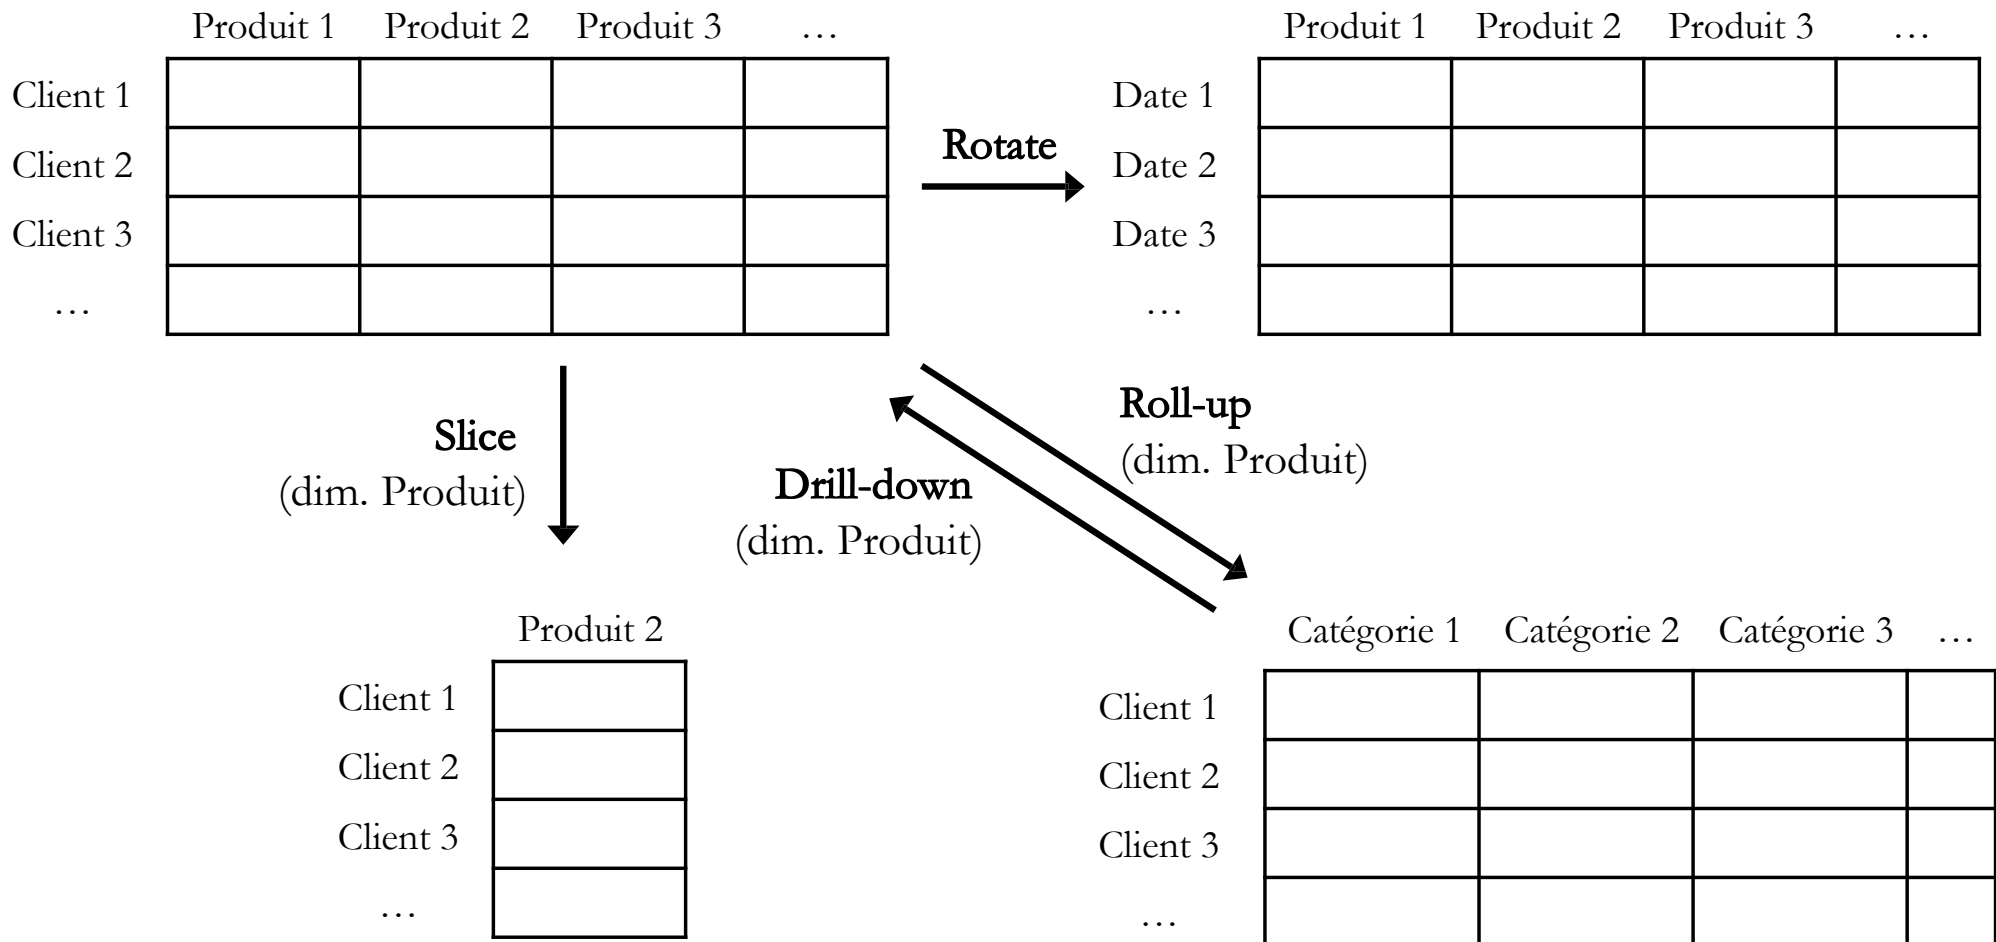 Produit 1 Produit 2 Produit 3 …
Client 1
Client 2
Client 3
…
Rotate
Produit 1 Produit 2 Produit 3 …
Date 1
Date 2
Date 3
…
Slice
(dim. Produit)
Drill-down
(dim. Produit)
Roll-up
(dim. Produit)
Produit 2
Client 1
Client 2
Client 3
…
Catégorie 1 Catégorie 2 Catégorie 3 …
Client 1
Client 2
Client 3
…